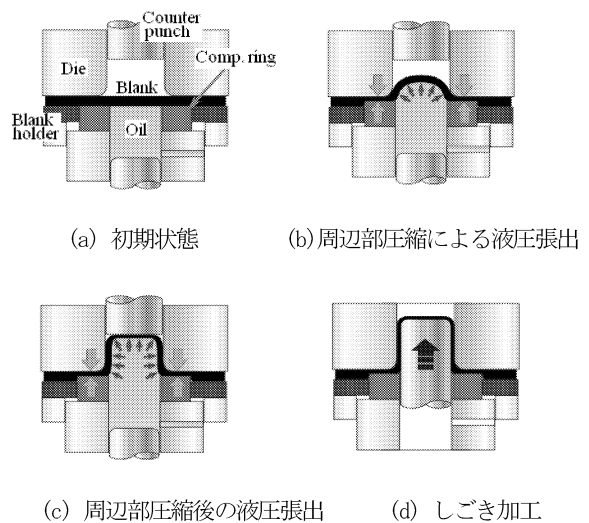 Counter
punch
Die
Comp. ring
Blank
Blank
holder
Oil
(a) 初期状態
(b)周辺部圧縮による液圧張出
(c) 周辺部圧縮後の液圧張出
(d) しごき加工